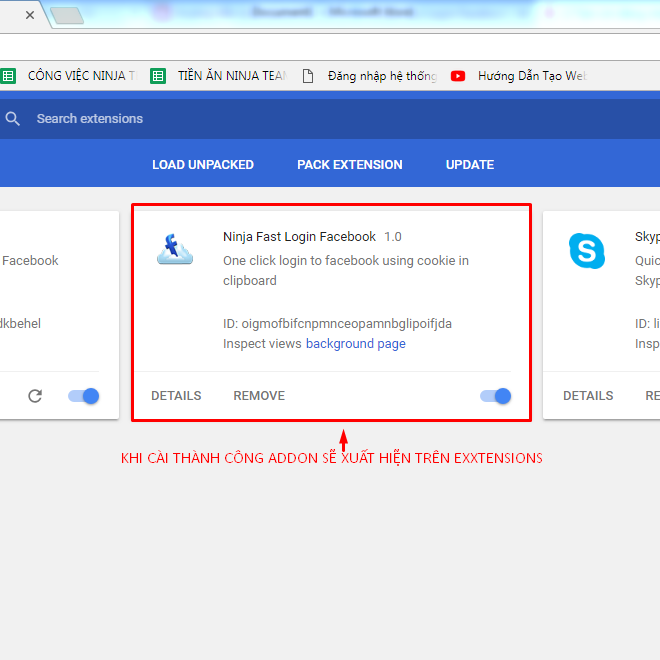 CÔNG VIỆC NINJA T
TIỀN ĂN NINJA TEAM
Đăng nhập hệ thống
Hướng Dẫn Tạo Web
Search extensions
LOAD UNPACKED
PACK EXTENSION
UPDATE
Facebook
dkbehel
Ninja Fast Login Facebook 1.0
One click login to facebook using cookie in
clipboard
ID: oigmofbifcnpmnceopamnbglipoifjda
Inspect views background page
DETAILS REMOVE
Skyp
Quic
Skyp
ID: li
Insp
DETAILS RE
KHI CÀI THÀNH CÔNG ADDON SẼ XUẤT HIỆN TRÊN EXXTENSIONS